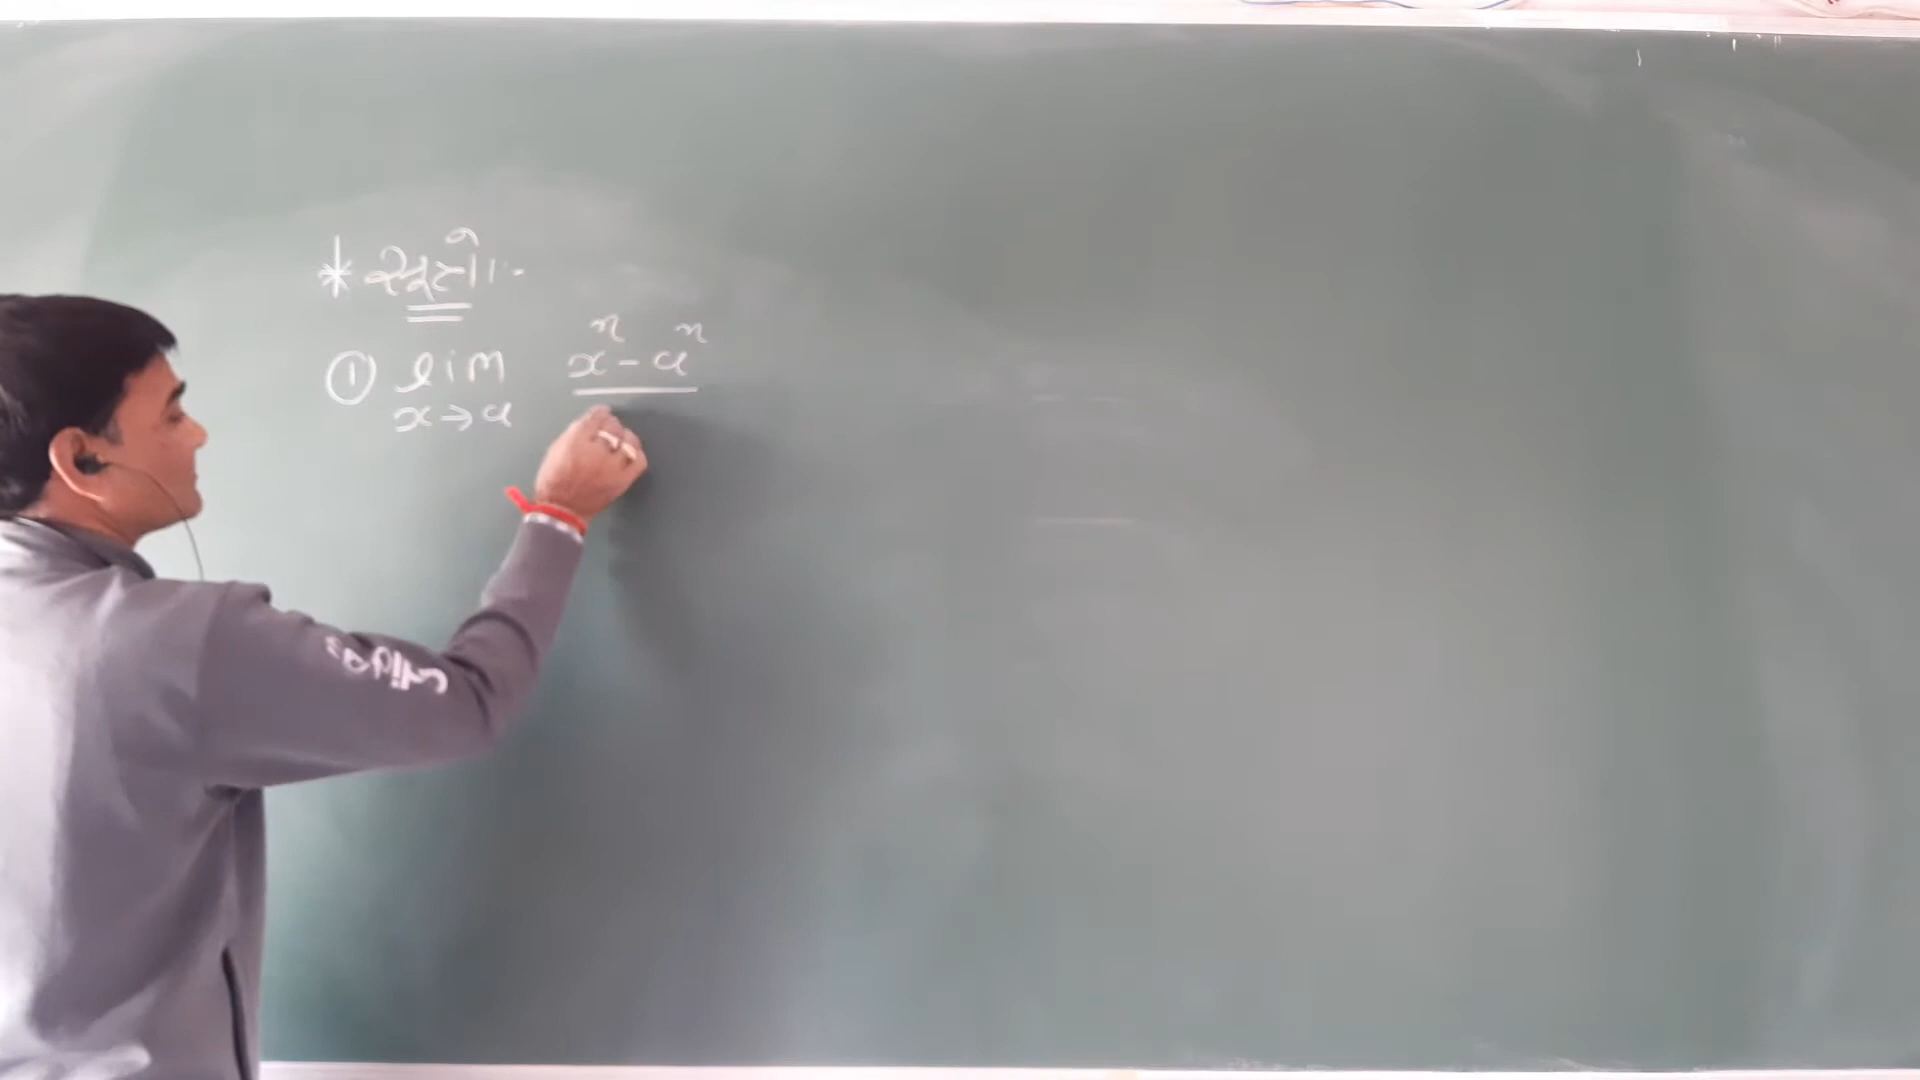 * સૂત્રો :-
① lim xⁿ - aⁿ
x → a